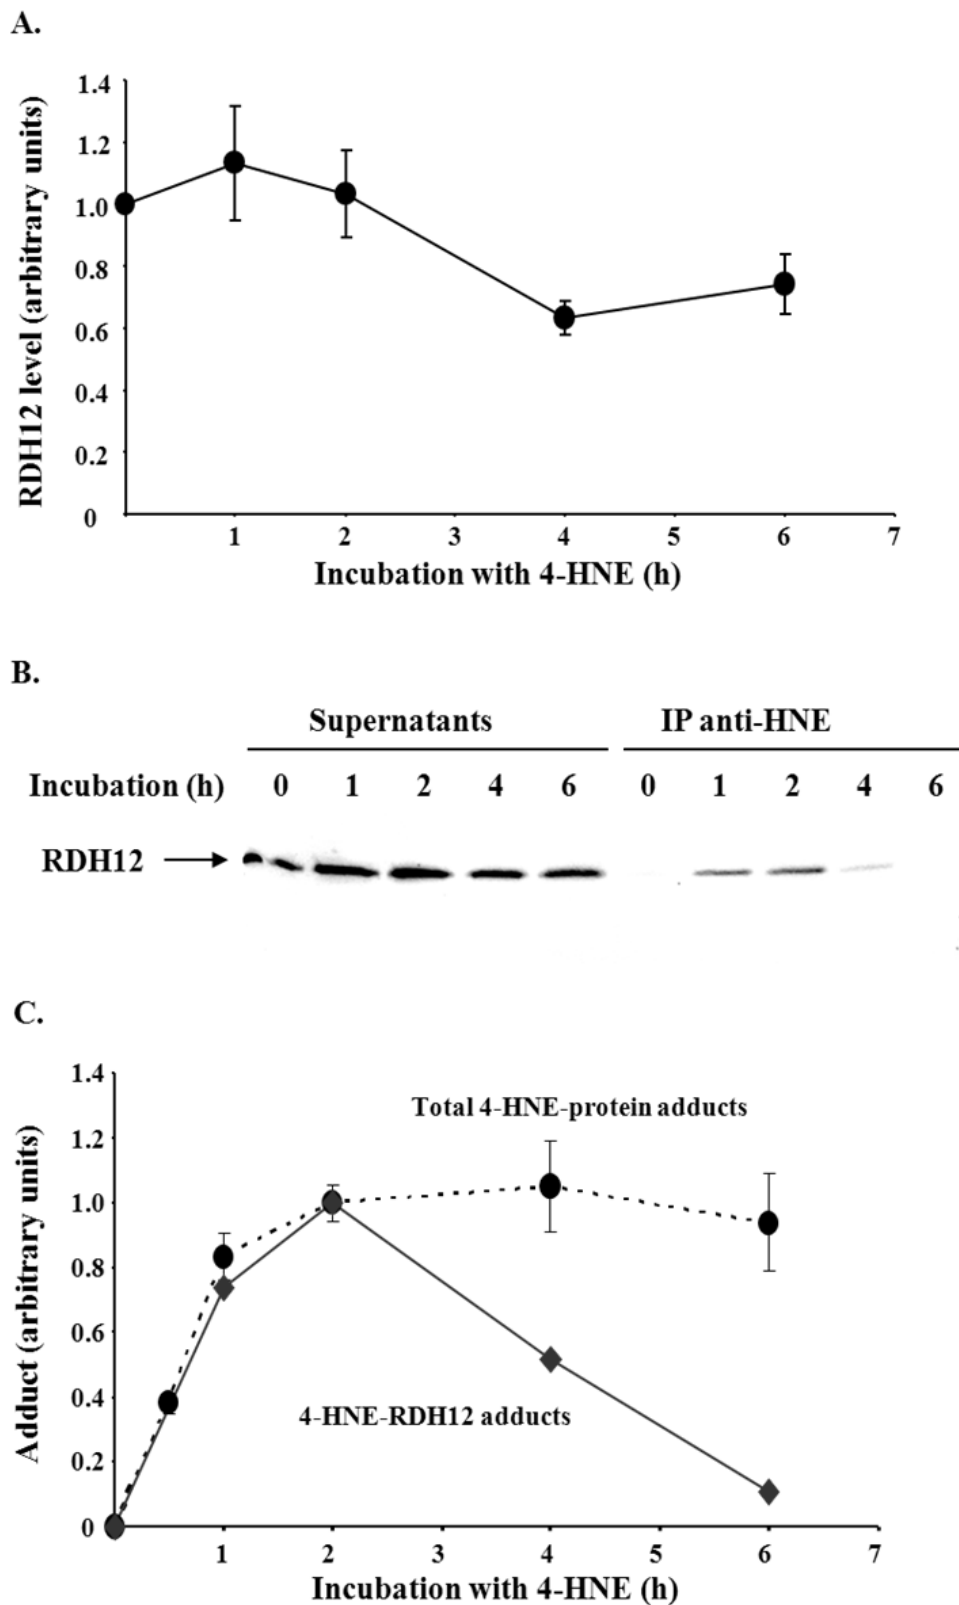 A.
RDH12 level (arbitrary units)
1.4
1.2
1.0
0.8
0.6
0.4
0.2
0
1 2 3 4 5 6 7
Incubation with 4-HNE (h)
B.
Supernatants IP anti-HNE
Incubation (h) 0 1 2 4 6 0 1 2 4 6
RDH12
C.
Adduct (arbitrary units)
1.4
Total 4-HNE-protein adducts
1.2
1.0
0.8
0.6
0.4
4-HNE-RDH12 adducts
0.2
0
1 2 3 4 5 6 7
Incubation with 4-HNE (h)